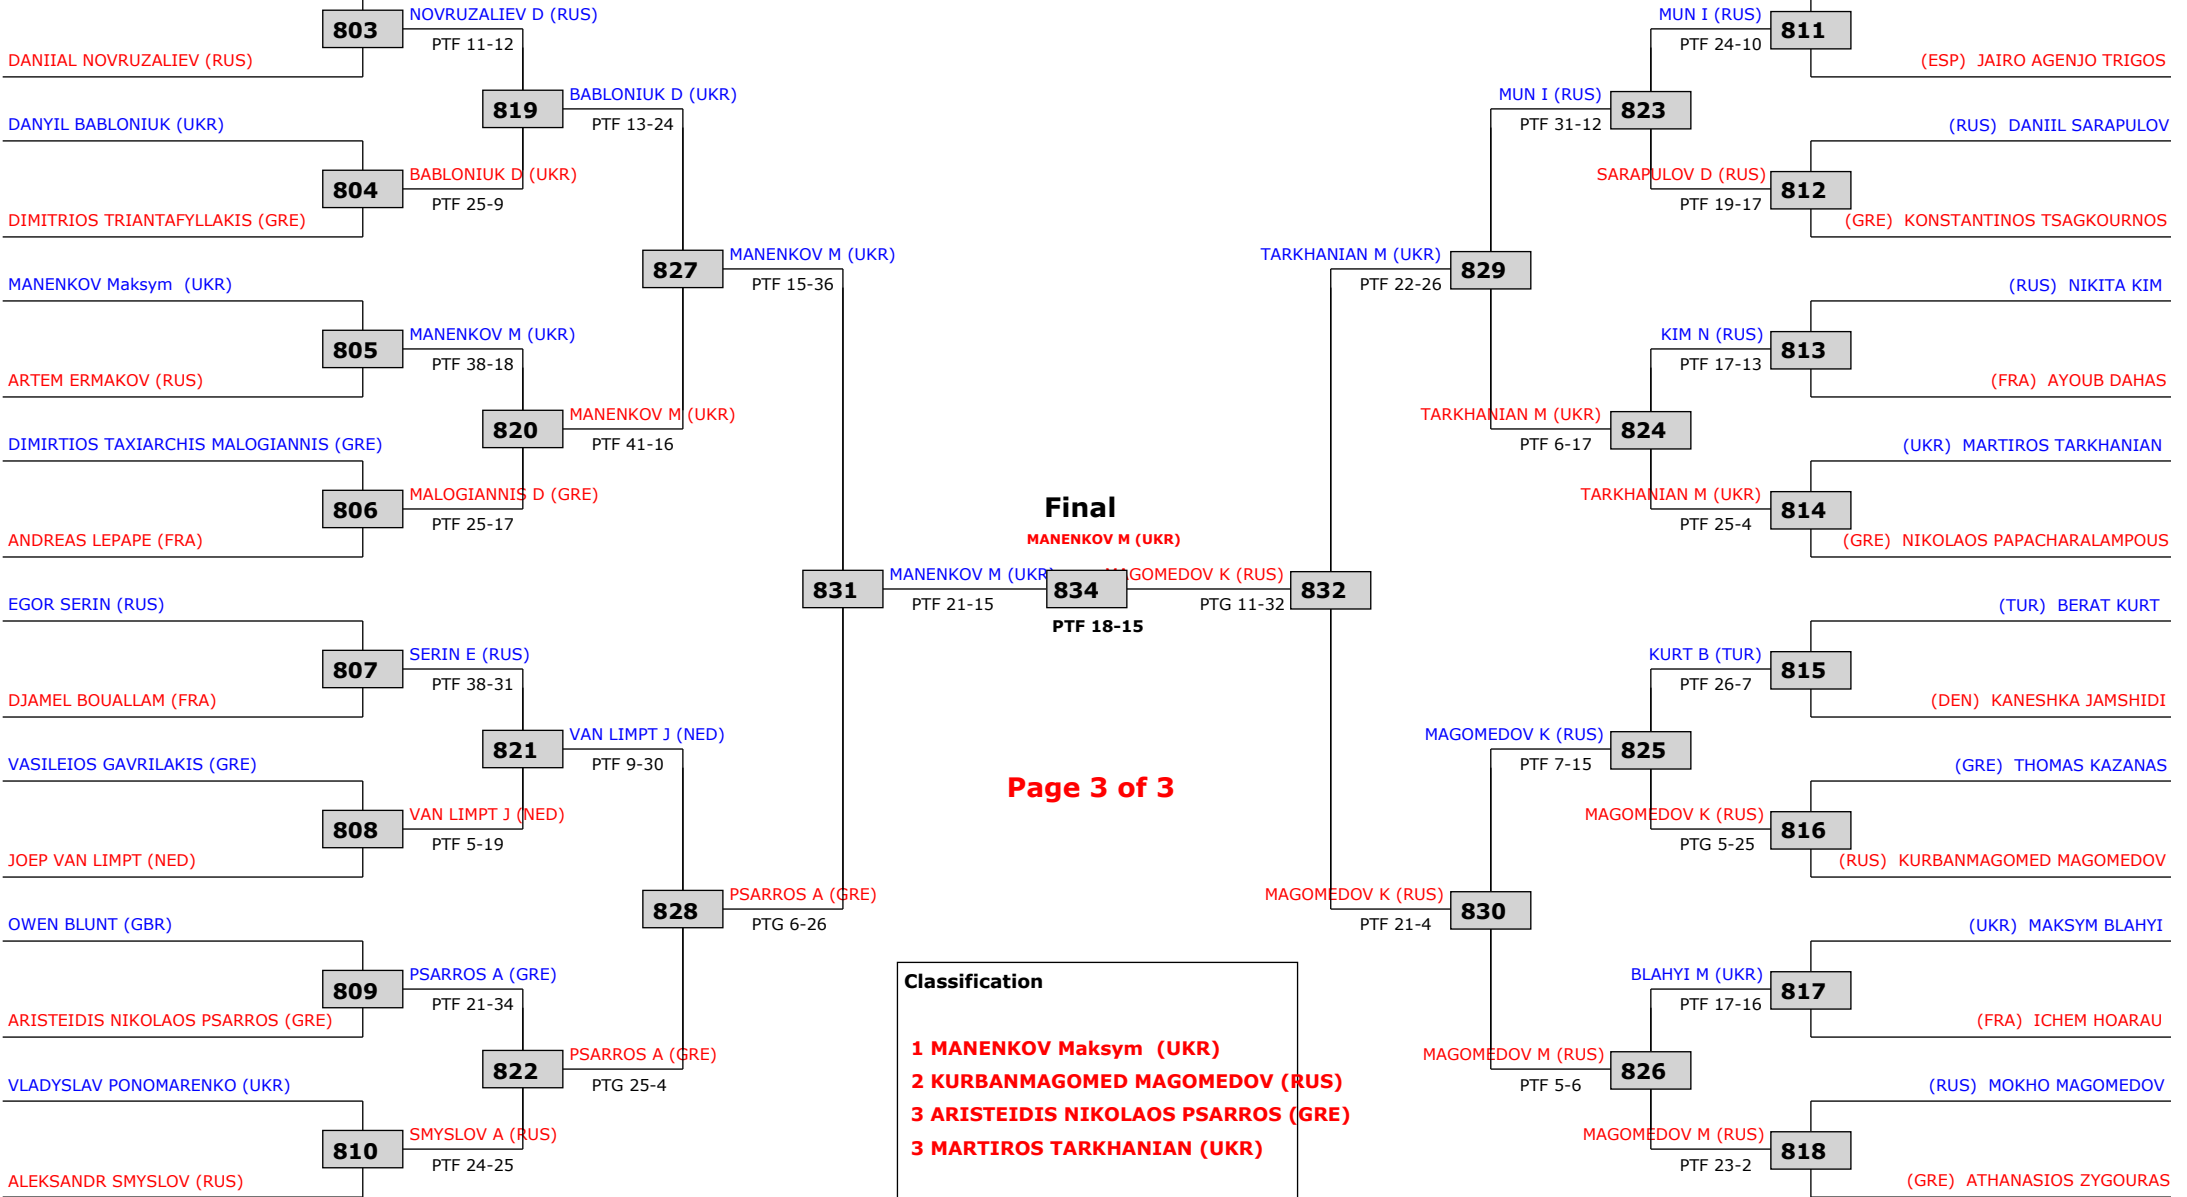 803
NOVRUZALIEV D (RUS)
PTF 11-12
DANIIAL NOVRUZALIEV (RUS)
819
BABLONIUK D (UKR)
PTF 13-24
DANYIL BABLONIUK (UKR)
804
BABLONIUK D (UKR)
PTF 25-9
DIMITRIOS TRIANTAFYLLAKIS (GRE)
827
MANENKOV M (UKR)
PTF 15-36
MANENKOV Maksym (UKR)
805
MANENKOV M (UKR)
PTF 38-18
ARTEM ERMAKOV (RUS)
820
MANENKOV M (UKR)
PTF 41-16
DIMIRTIOS TAXIARCHIS MALOGIANNIS (GRE)
806
MALOGIANNIS D (GRE)
PTF 25-17
ANDREAS LEPAPE (FRA)
831
MANENKOV M (UKR)
PTF 21-15
EGOR SERIN (RUS)
807
SERIN E (RUS)
PTF 38-31
DJAMEL BOUALLAM (FRA)
821
VAN LIMPT J (NED)
PTF 9-30
VASILEIOS GAVRILAKIS (GRE)
808
VAN LIMPT J (NED)
PTF 5-19
JOEP VAN LIMPT (NED)
828
PSARROS A (GRE)
PTG 6-26
OWEN BLUNT (GBR)
809
PSARROS A (GRE)
PTF 21-34
ARISTEIDIS NIKOLAOS PSARROS (GRE)
822
PSARROS A (GRE)
PTG 25-4
VLADYSLAV PONOMARENKO (UKR)
810
SMYSLOV A (RUS)
PTF 24-25
ALEKSANDR SMYSLOV (RUS)
Final
MANENKOV M (UKR)
834
PTF 18-15
Page 3 of 3
Classification
1 MANENKOV Maksym (UKR)
2 KURBANMAGOMED MAGOMEDOV (RUS)
3 ARISTEIDIS NIKOLAOS PSARROS (GRE)
3 MARTIROS TARKHANIAN (UKR)
MAGOMEDOV K (RUS)
PTG 11-32
832
MUN I (RUS)
PTF 24-10
811
(ESP) JAIRO AGENJO TRIGOS
MUN I (RUS)
PTF 31-12
823
(RUS) DANIIL SARAPULOV
SARAPULOV D (RUS)
PTF 19-17
812
(GRE) KONSTANTINOS TSAGKOURNOS
TARKHANIAN M (UKR)
PTF 22-26
829
(RUS) NIKITA KIM
KIM N (RUS)
PTF 17-13
813
(FRA) AYOUB DAHAS
TARKHANIAN M (UKR)
PTF 6-17
824
(UKR) MARTIROS TARKHANIAN
TARKHANIAN M (UKR)
PTF 25-4
814
(GRE) NIKOLAOS PAPACHARALAMPOUS
(TUR) BERAT KURT
KURT B (TUR)
PTF 26-7
815
(DEN) KANESHKA JAMSHIDI
MAGOMEDOV K (RUS)
PTF 7-15
825
(GRE) THOMAS KAZANAS
MAGOMEDOV K (RUS)
PTG 5-25
816
(RUS) KURBANMAGOMED MAGOMEDOV
MAGOMEDOV K (RUS)
PTF 21-4
830
(UKR) MAKSYM BLAHYI
BLAHYI M (UKR)
PTF 17-16
817
(FRA) ICHEM HOARAU
MAGOMEDOV M (RUS)
PTF 5-6
826
(RUS) MOKHO MAGOMEDOV
MAGOMEDOV M (RUS)
PTF 23-2
818
(GRE) ATHANASIOS ZYGOURAS